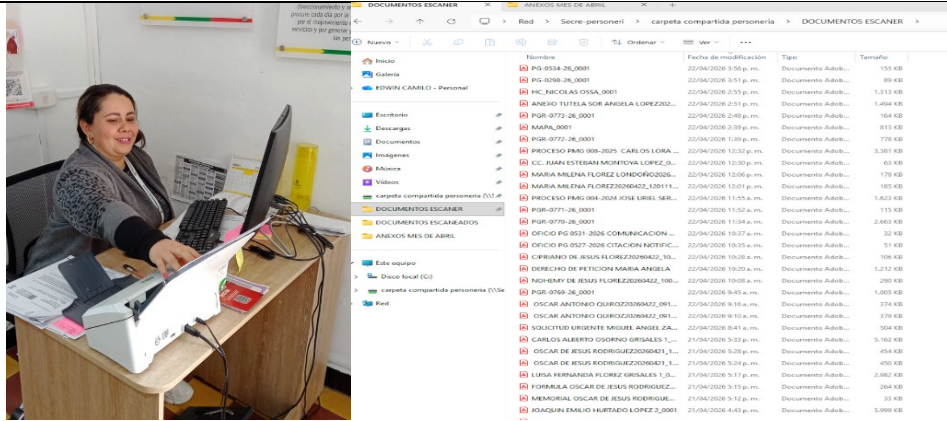 direccionamiento y a
procure cada día por la
por el mejoramiento c
servicio y por generar y
las per
DOCUMENTOS ESCANER
ANEXOS MES DE ABRIL
Red > Secre-personeri > carpeta compartida personeria > DOCUMENTOS ESCANER >
Nuevo
Ordenar
Ver
Inicio
Galería
EDWIN CAMILO - Personal
Escritorio
Descargas
Documentos
Imágenes
Música
Vídeos
carpeta compartida personeria (\\
DOCUMENTOS ESCANER
DOCUMENTOS ESCANEADOS
ANEXOS MES DE ABRIL
Este equipo
Disco local (C:)
carpeta compartida personeria (\\Se
Red
Nombre Fecha de modificación Tipo Tamaño
PG-0534-26_0001 22/04/2026 3:56 p. m. Documento Adob... 155 KB
PG-0298-26_0001 22/04/2026 3:51 p. m. Documento Adob... 89 KB
HC_NICOLAS OSSA_0001 22/04/2026 2:55 p. m. Documento Adob... 1.313 KB
ANEXO TUTELA SOR ANGELA LOPEZ202... 22/04/2026 2:51 p. m. Documento Adob... 1.494 KB
PGR-0773-26_0001 22/04/2026 2:40 p. m. Documento Adob... 164 KB
MAPA_0001 22/04/2026 2:39 p. m. Documento Adob... 813 KB
PGR-0772-26_0001 22/04/2026 1:39 p. m. Documento Adob... 778 KB
PROCESO PMG 008-2025 CARLOS LORA ... 22/04/2026 12:32 p. m. Documento Adob... 3.381 KB
CC. JUAN ESTEBAN MONTOYA LOPEZ_0... 22/04/2026 12:30 p. m. Documento Adob... 63 KB
MARIA MILENA FLOREZ LONDOÑO2026... 22/04/2026 12:06 p. m. Documento Adob... 178 KB
MARIA MILENA FLOREZ20260422_120111... 22/04/2026 12:01 p. m. Documento Adob... 185 KB
PROCESO PMG 004-2024 JOSE URIEL SER... 22/04/2026 11:55 a. m. Documento Adob... 1.623 KB
PGR-0771-26_0001 22/04/2026 11:52 a. m. Documento Adob... 115 KB
PGR-0770-26_0001 22/04/2026 11:34 a. m. Documento Adob... 2.663 KB
OFICIO PG 0531-2026 COMUNICACION ... 22/04/2026 10:37 a. m. Documento Adob... 32 KB
OFICIO PG 0527-2026 CITACION NOTIFIC... 22/04/2026 10:35 a. m. Documento Adob... 51 KB
CIPRIANO DE JESUS FLOREZ20260422_10... 22/04/2026 10:28 a. m. Documento Adob... 106 KB
DERECHO DE PETICION MARIA ANGELA 22/04/2026 10:20 a. m. Documento Adob... 1.212 KB
NOHEMY DE JESUS FLOREZ20260422_100... 22/04/2026 10:08 a. m. Documento Adob... 290 KB
PGR-0769-26_0001 22/04/2026 9:45 a. m. Documento Adob... 1.005 KB
OSCAR ANTONIO QUIROZ20260422_091... 22/04/2026 9:16 a. m. Documento Adob... 374 KB
OSCAR ANTONIO QUIROZ20260422_091... 22/04/2026 9:10 a. m. Documento Adob... 379 KB
SOLICITUD URGENTE MIGUEL ANGEL ZA... 22/04/2026 8:41 a. m. Documento Adob... 504 KB
CARLOS ALBERTO OSORNO GRISALES 1_... 21/04/2026 5:33 p. m. Documento Adob... 5.162 KB
OSCAR DE JESUS RODRIGUEZ20260421_1... 21/04/2026 5:28 p. m. Documento Adob... 454 KB
OSCAR DE JESUS RODRIGUEZ20260421_1... 21/04/2026 5:24 p. m. Documento Adob... 450 KB
LUISA FERNANDA FLOREZ GRISALES 1_0... 21/04/2026 5:17 p. m. Documento Adob... 2.982 KB
FORMULA OSCAR DE JESUS RODRIGUEZ... 21/04/2026 5:15 p. m. Documento Adob... 264 KB
MEMORIAL OSCAR DE JESUS RODRIGUE... 21/04/2026 5:12 p. m. Documento Adob... 33 KB
JOAQUIN EMILIO HURTADO LOPEZ 2_0001 21/04/2026 4:43 p. m. Documento Adob... 5.999 KB